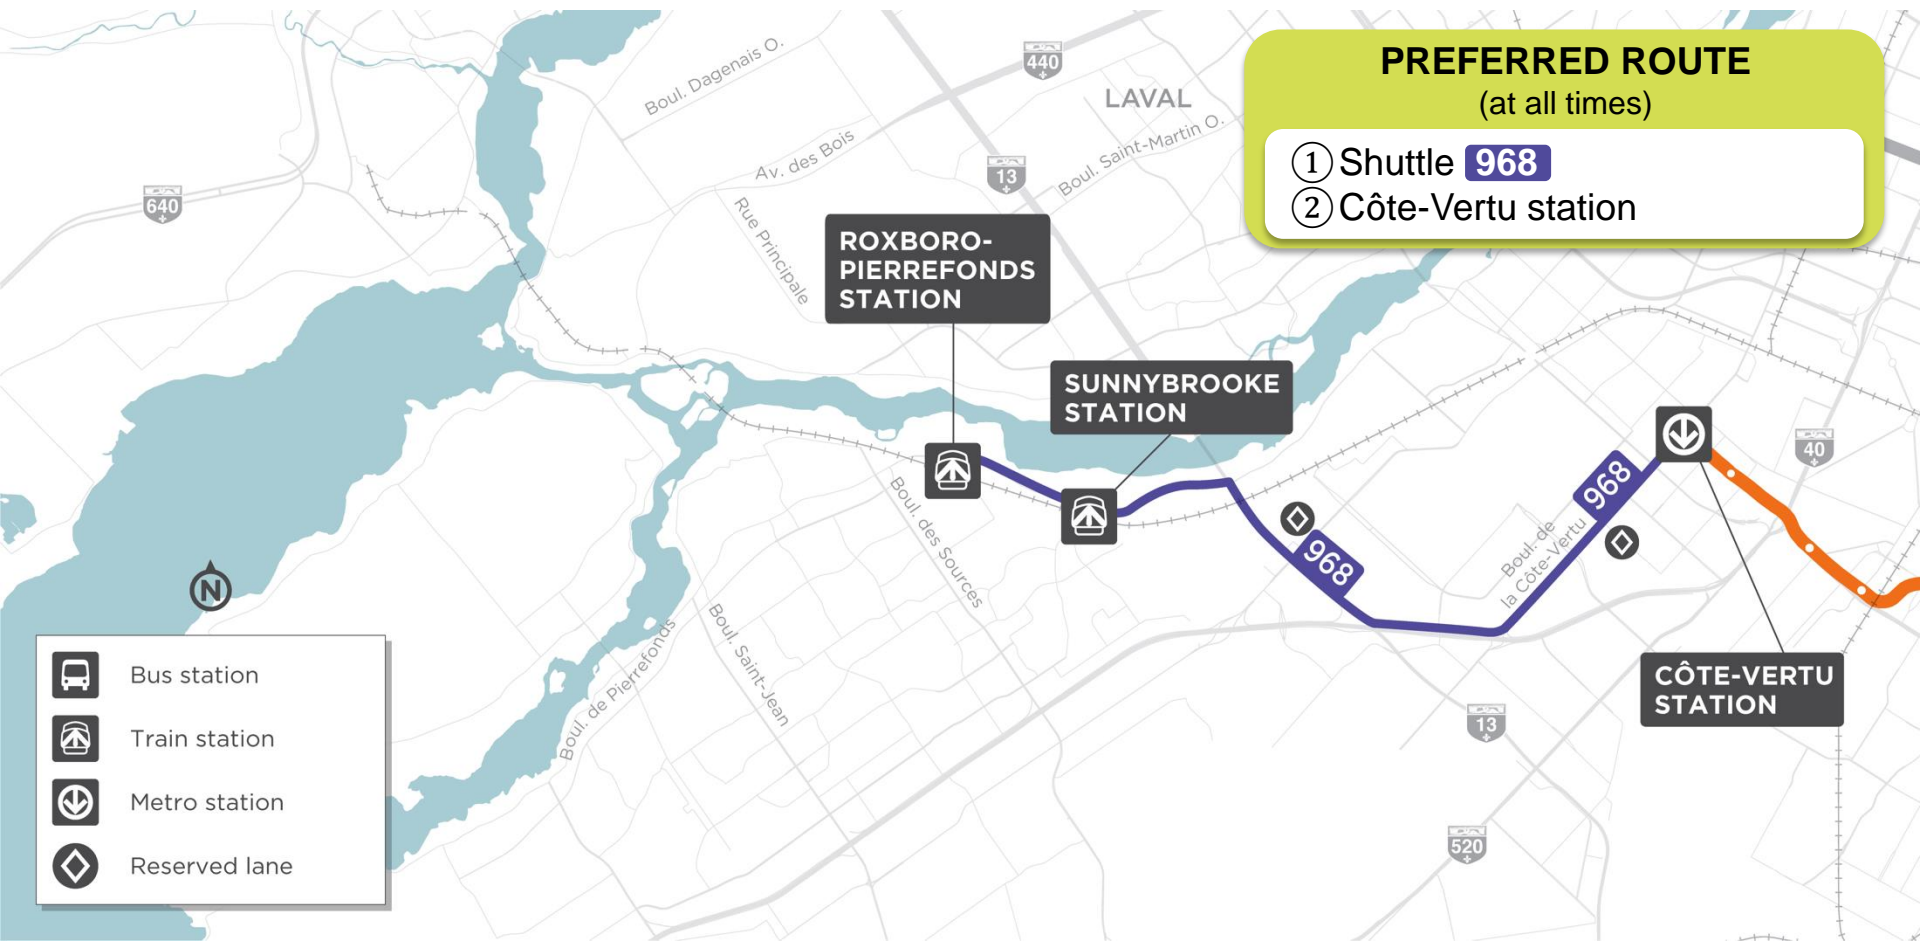 PREFERRED ROUTE
(at all times)
① Shuttle 968
② Côte-Vertu station
Boul. Dagenais O.
440
LAVAL
Av. des Bois
Boul. Saint-Martin O.
13
640
Rue Principale
ROXBORO-
PIERREFONDS
STATION
SUNNYBROOKE
STATION
40
Boul. des Sources
968
968
Boul. de
la Côte-Vertu
N
Boul. de Pierrefonds
Boul. Saint-Jean
CÔTE-VERTU
STATION
13
520
Bus station
Train station
Metro station
Reserved lane